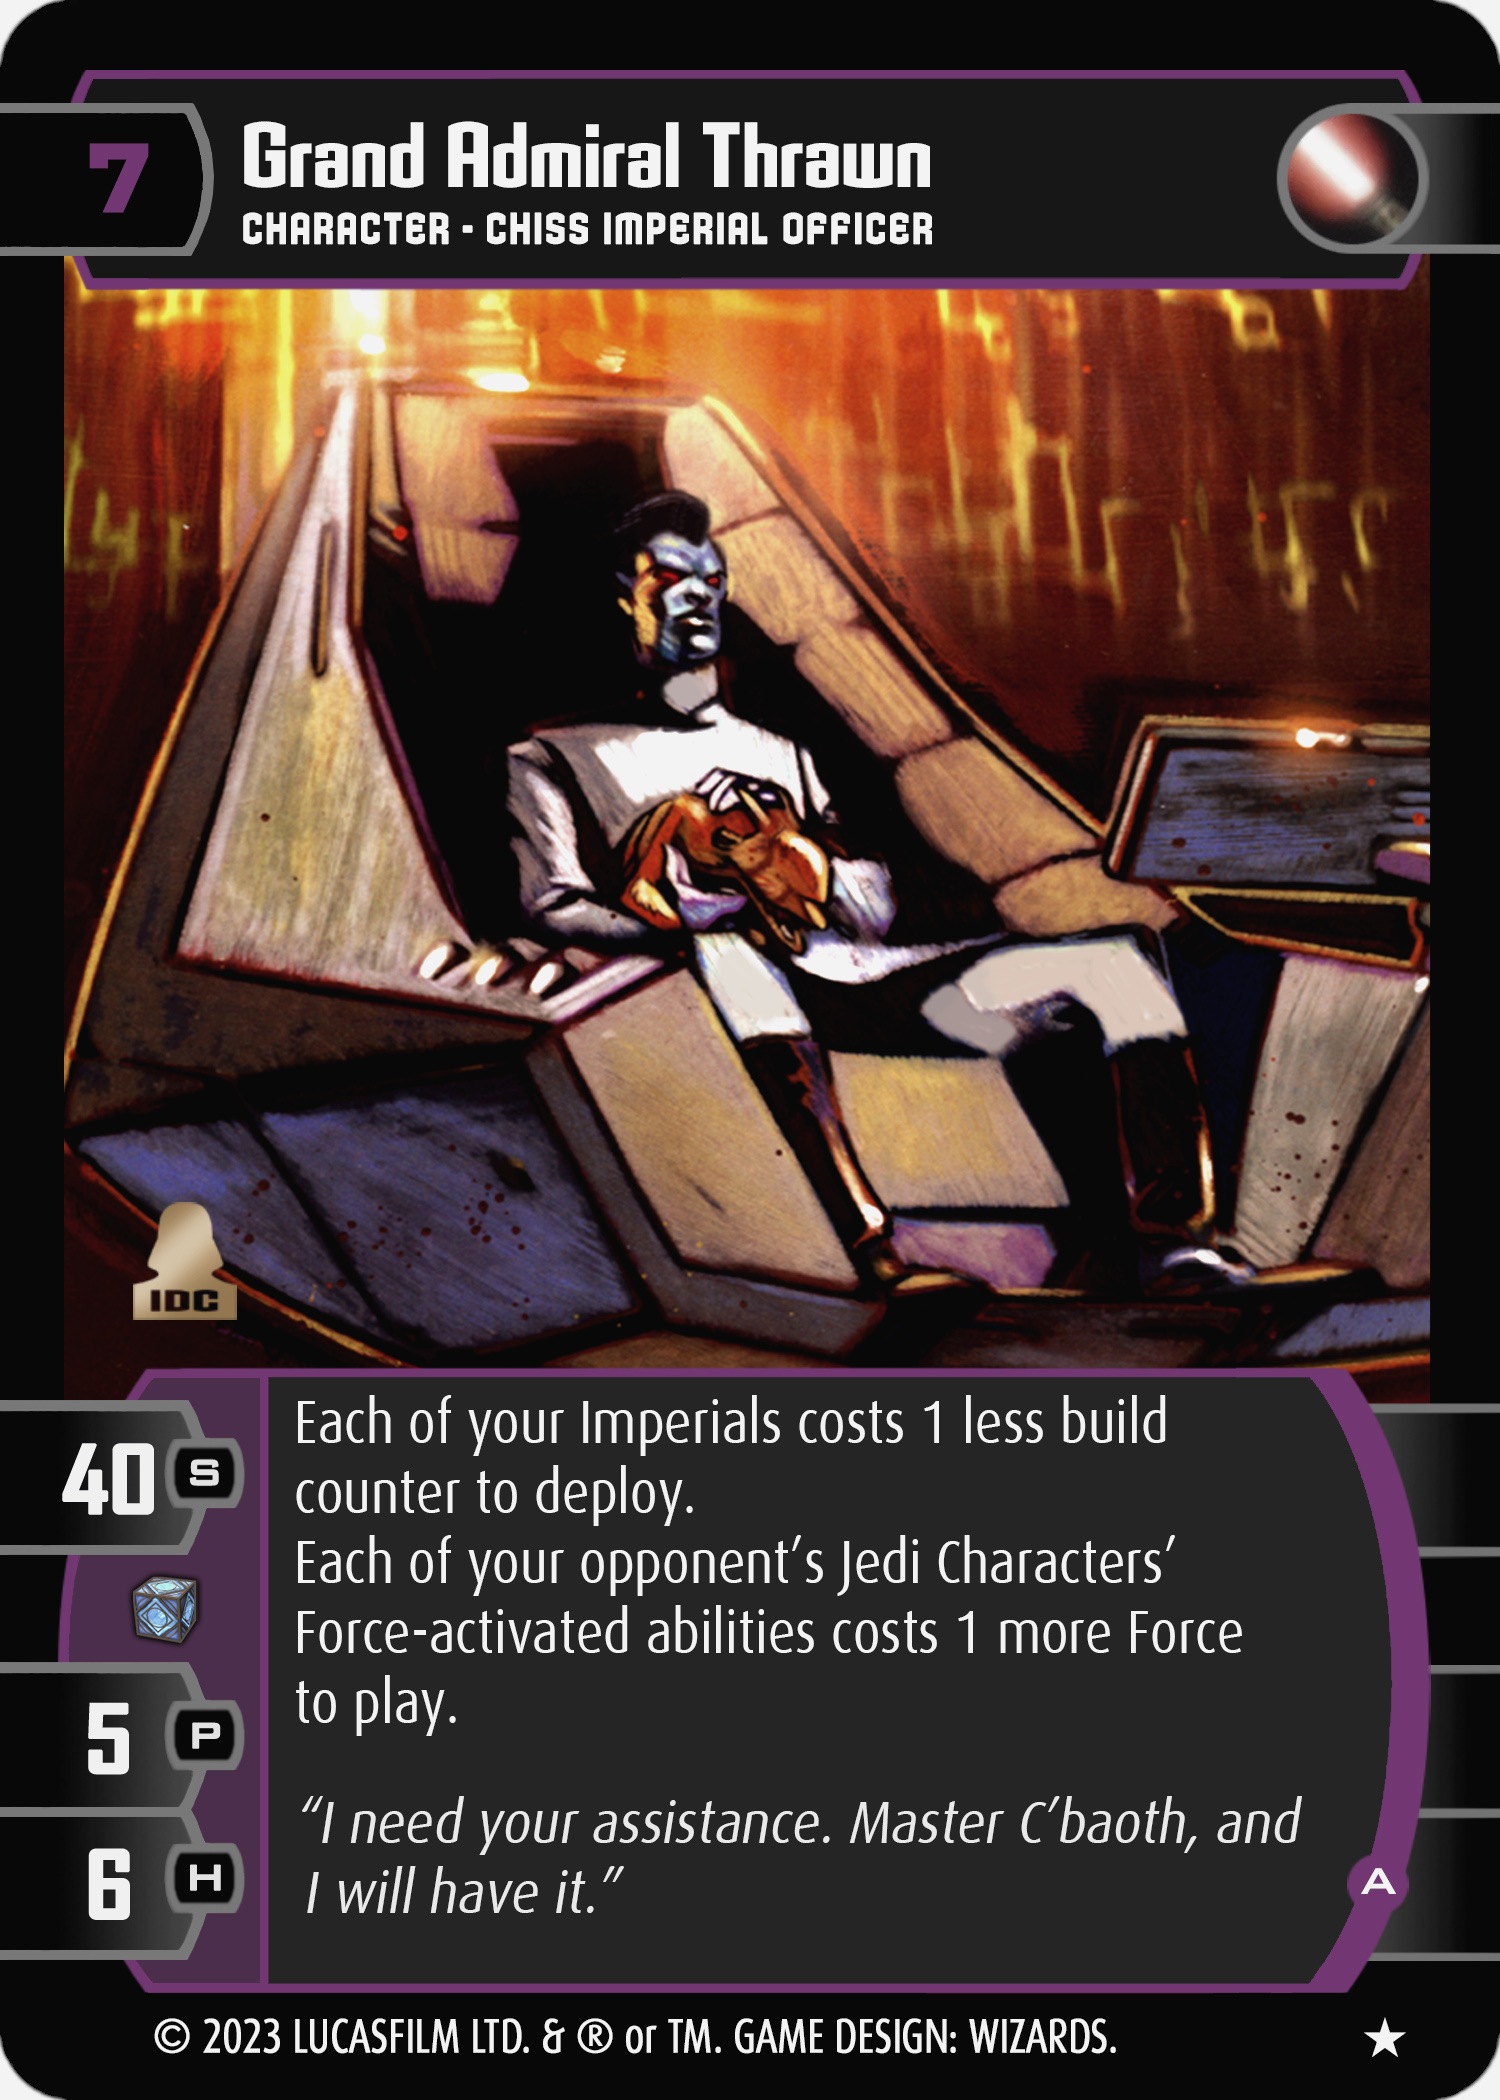 7
Grand Admiral Thrawn
CHARACTER - CHISS IMPERIAL OFFICER
IDC
40 S
5 P
6 H
Each of your Imperials costs 1 less build
counter to deploy.
Each of your opponent's Jedi Characters'
Force-activated abilities costs 1 more Force
to play.
“I need your assistance. Master C'baoth, and
I will have it.”
A
© 2023 LUCASFILM LTD. & ® or TM. GAME DESIGN: WIZARDS.